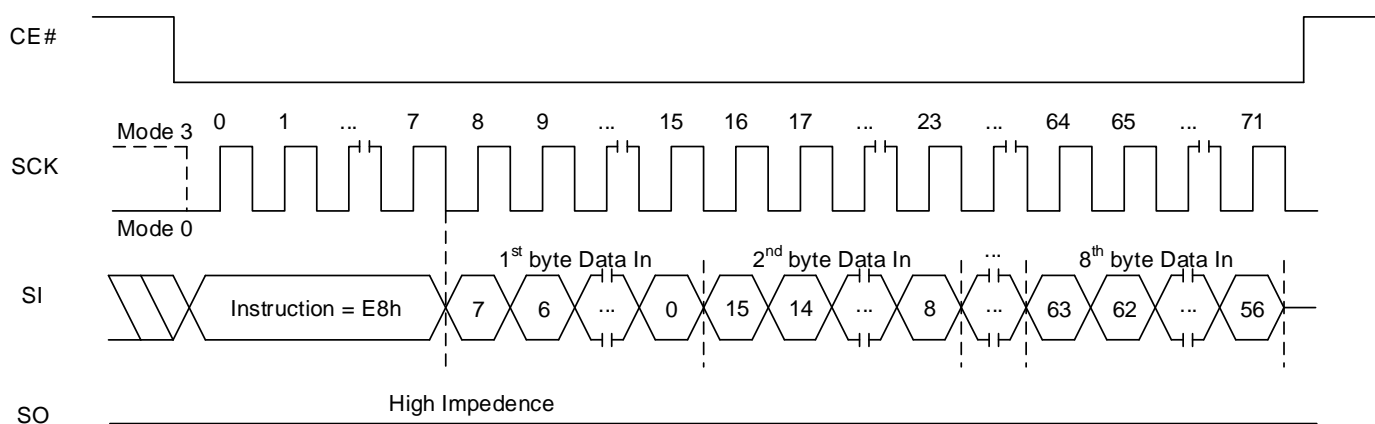 CE#
0 1 ... 7 8 9 ... 15 16 17 ... 23 ... 64 65 ... 71
Mode 3
SCK
Mode 0
1st byte Data In 2nd byte Data In ... 8th byte Data In
SI Instruction = E8h 7 6 ... 0 15 14 ... 8 ... 63 62 ... 56
High Impedence
SO